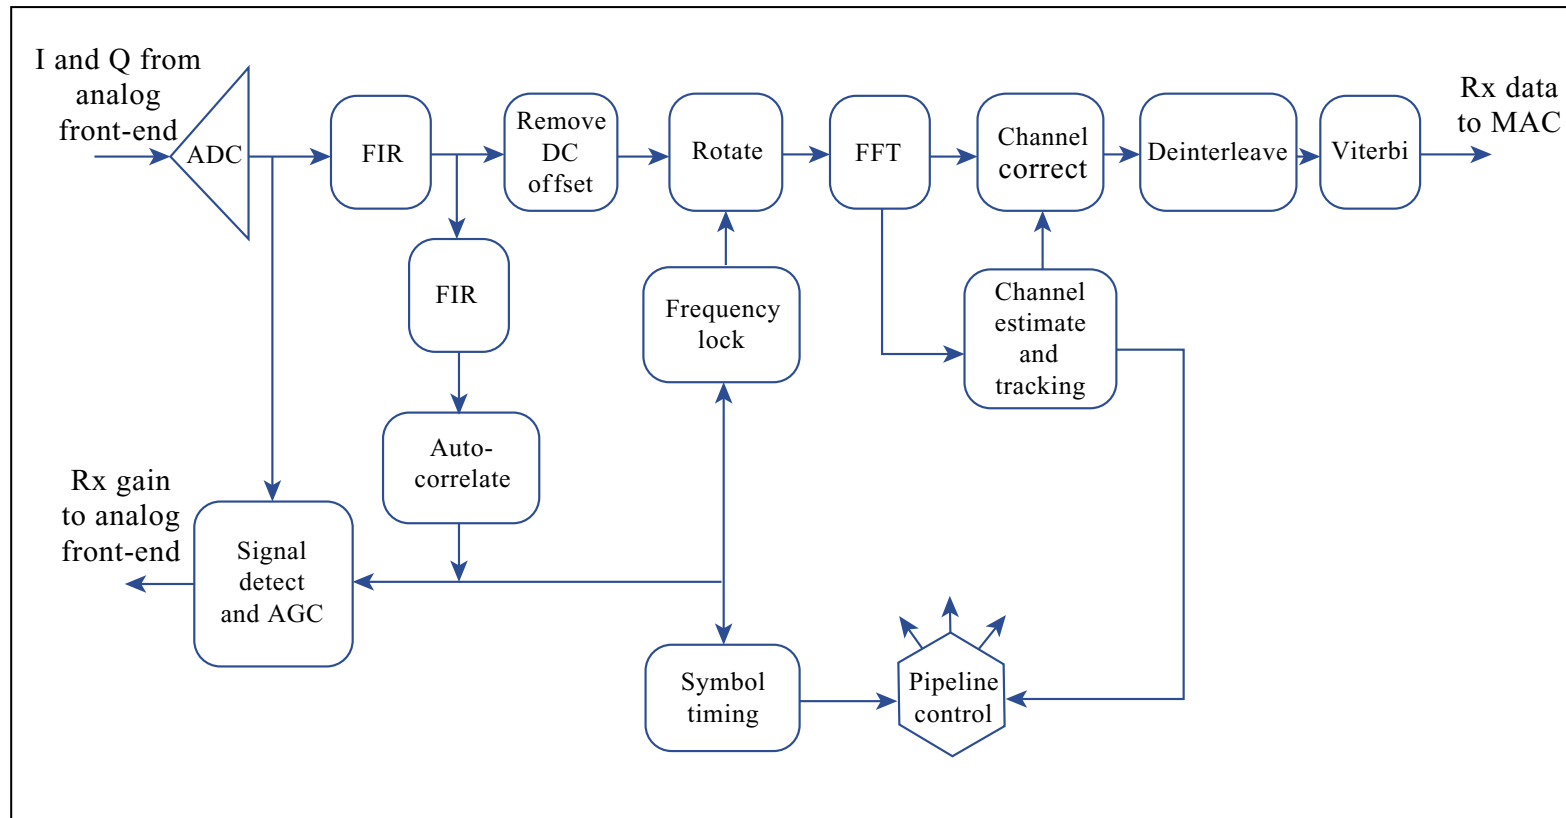 I and Q from
analog
front-end
ADC
FIR
Remove
DC
offset
Rotate
FFT
Channel
correct
Deinterleave
Viterbi
Rx data
to MAC
FIR
Frequency
lock
Channel
estimate
and
tracking
Auto-
correlate
Rx gain
to analog
front-end
Signal
detect
and AGC
Symbol
timing
Pipeline
control